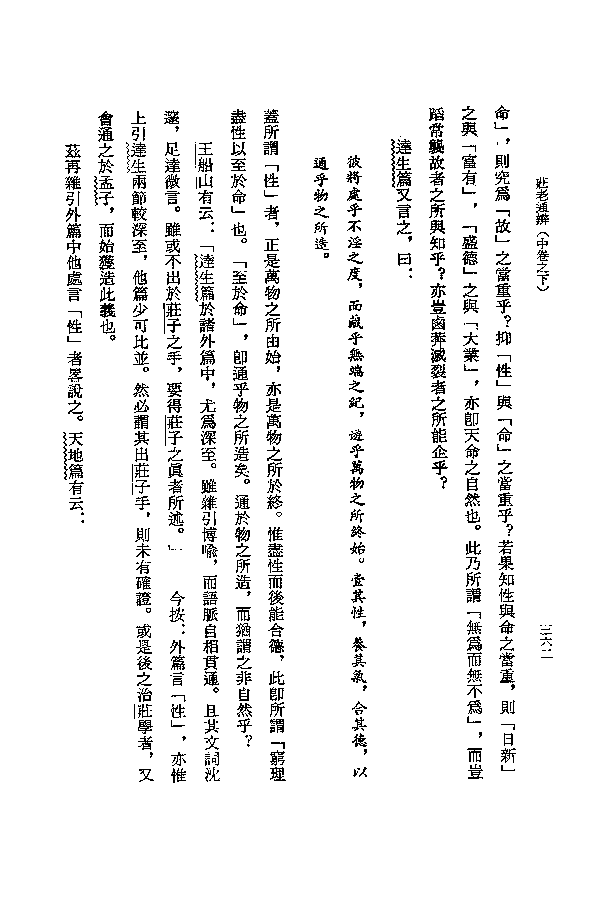 莊老通辨(中卷之下)
三六二
命」,則究爲「故」之當重乎?抑「性」與「命」之當重乎?若果知性與命之當重,則「日新」
之與「富有」,「盛德」之與「大業」,亦卽天命之自然也。此乃所謂「無爲而無不爲」,而豈
蹈常襲故者之所與知乎?亦豈鹵莽滅裂者之所能企乎?
達生篇又言之,曰:
彼將處乎不淫之度,而藏乎無端之紀,遊乎萬物之所終始。壹其性,養其氣,合其德,以
通乎物之所造。
蓋所謂「性」者,正是萬物之所由始,亦是萬物之所於終。惟盡性而後能合德,此卽所謂「窮理
盡性以至於命」也。「至於命」,卽通乎物之所造矣。通於物之所造,而猶謂之非自然乎?
王船山有云:「達生篇於諸外篇中,尤爲深至。雖雜引博喩,而語脈自相貫通。且其文詞沈
邃,足達微言。雖或不出於莊子之手,要得莊子之眞者所述。」 今按:外篇言「性」,亦惟
上引達生兩節較深至,他篇少可比並。然必謂其出莊子手,則未有確證。或是後之治莊學者,又
會通之於孟子,而始獲造此義也。
茲再雜引外篇中他處言「性」者畧說之。天地篇有云: